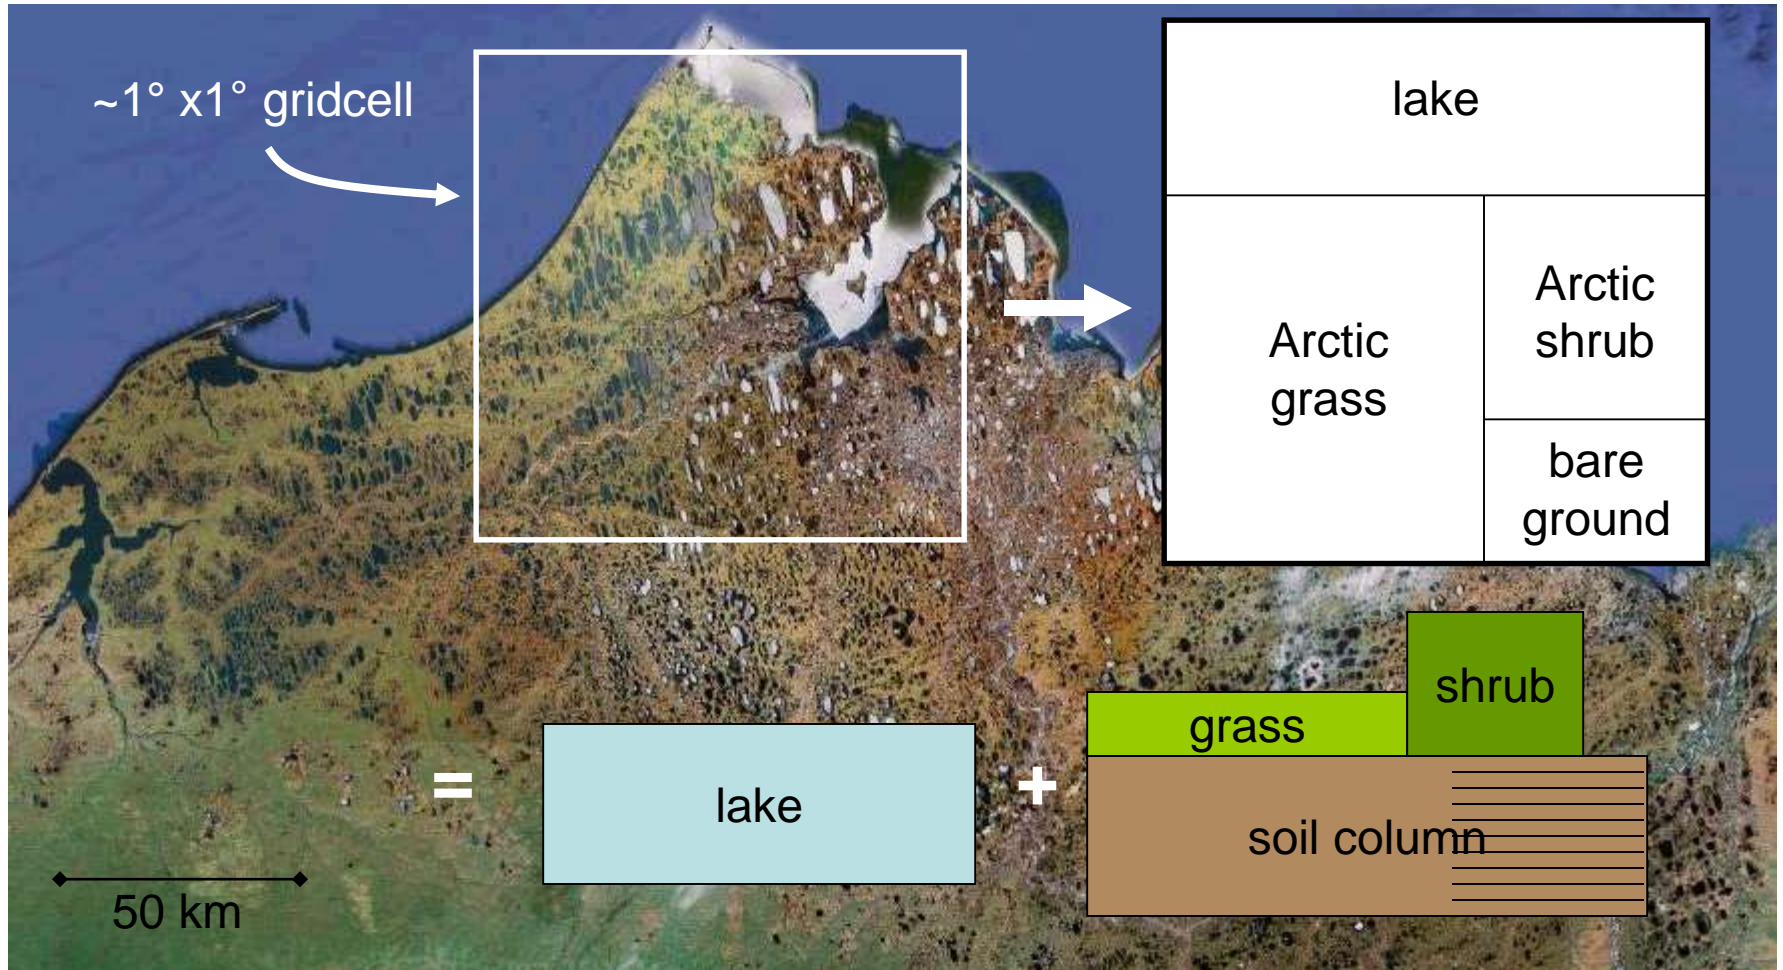 ~1° x1° gridcell
lake
Arctic
grass
Arctic
shrub
bare
ground
shrub
grass
=
lake
+
soil column
50 km